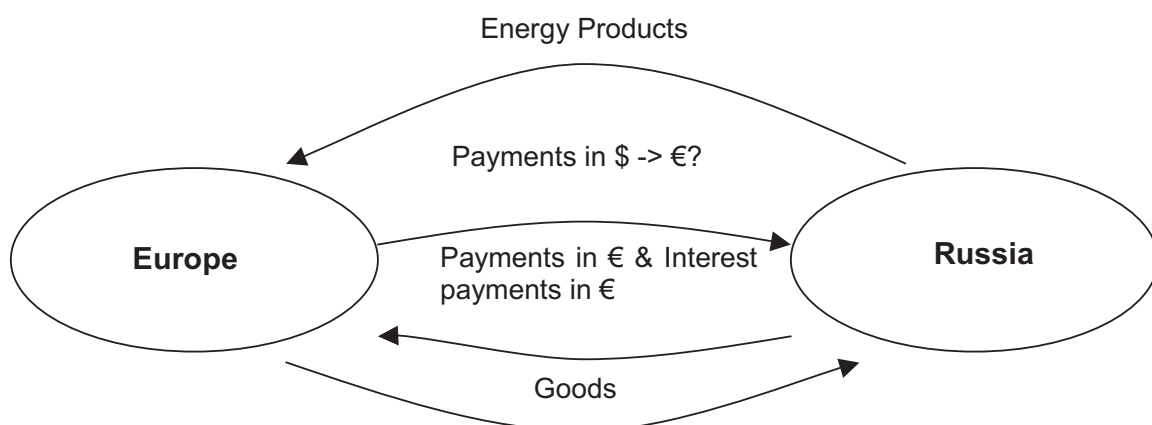 Energy Products
Payments in $ -> €?
Europe
Russia
Payments in € & Interest
payments in €
Goods